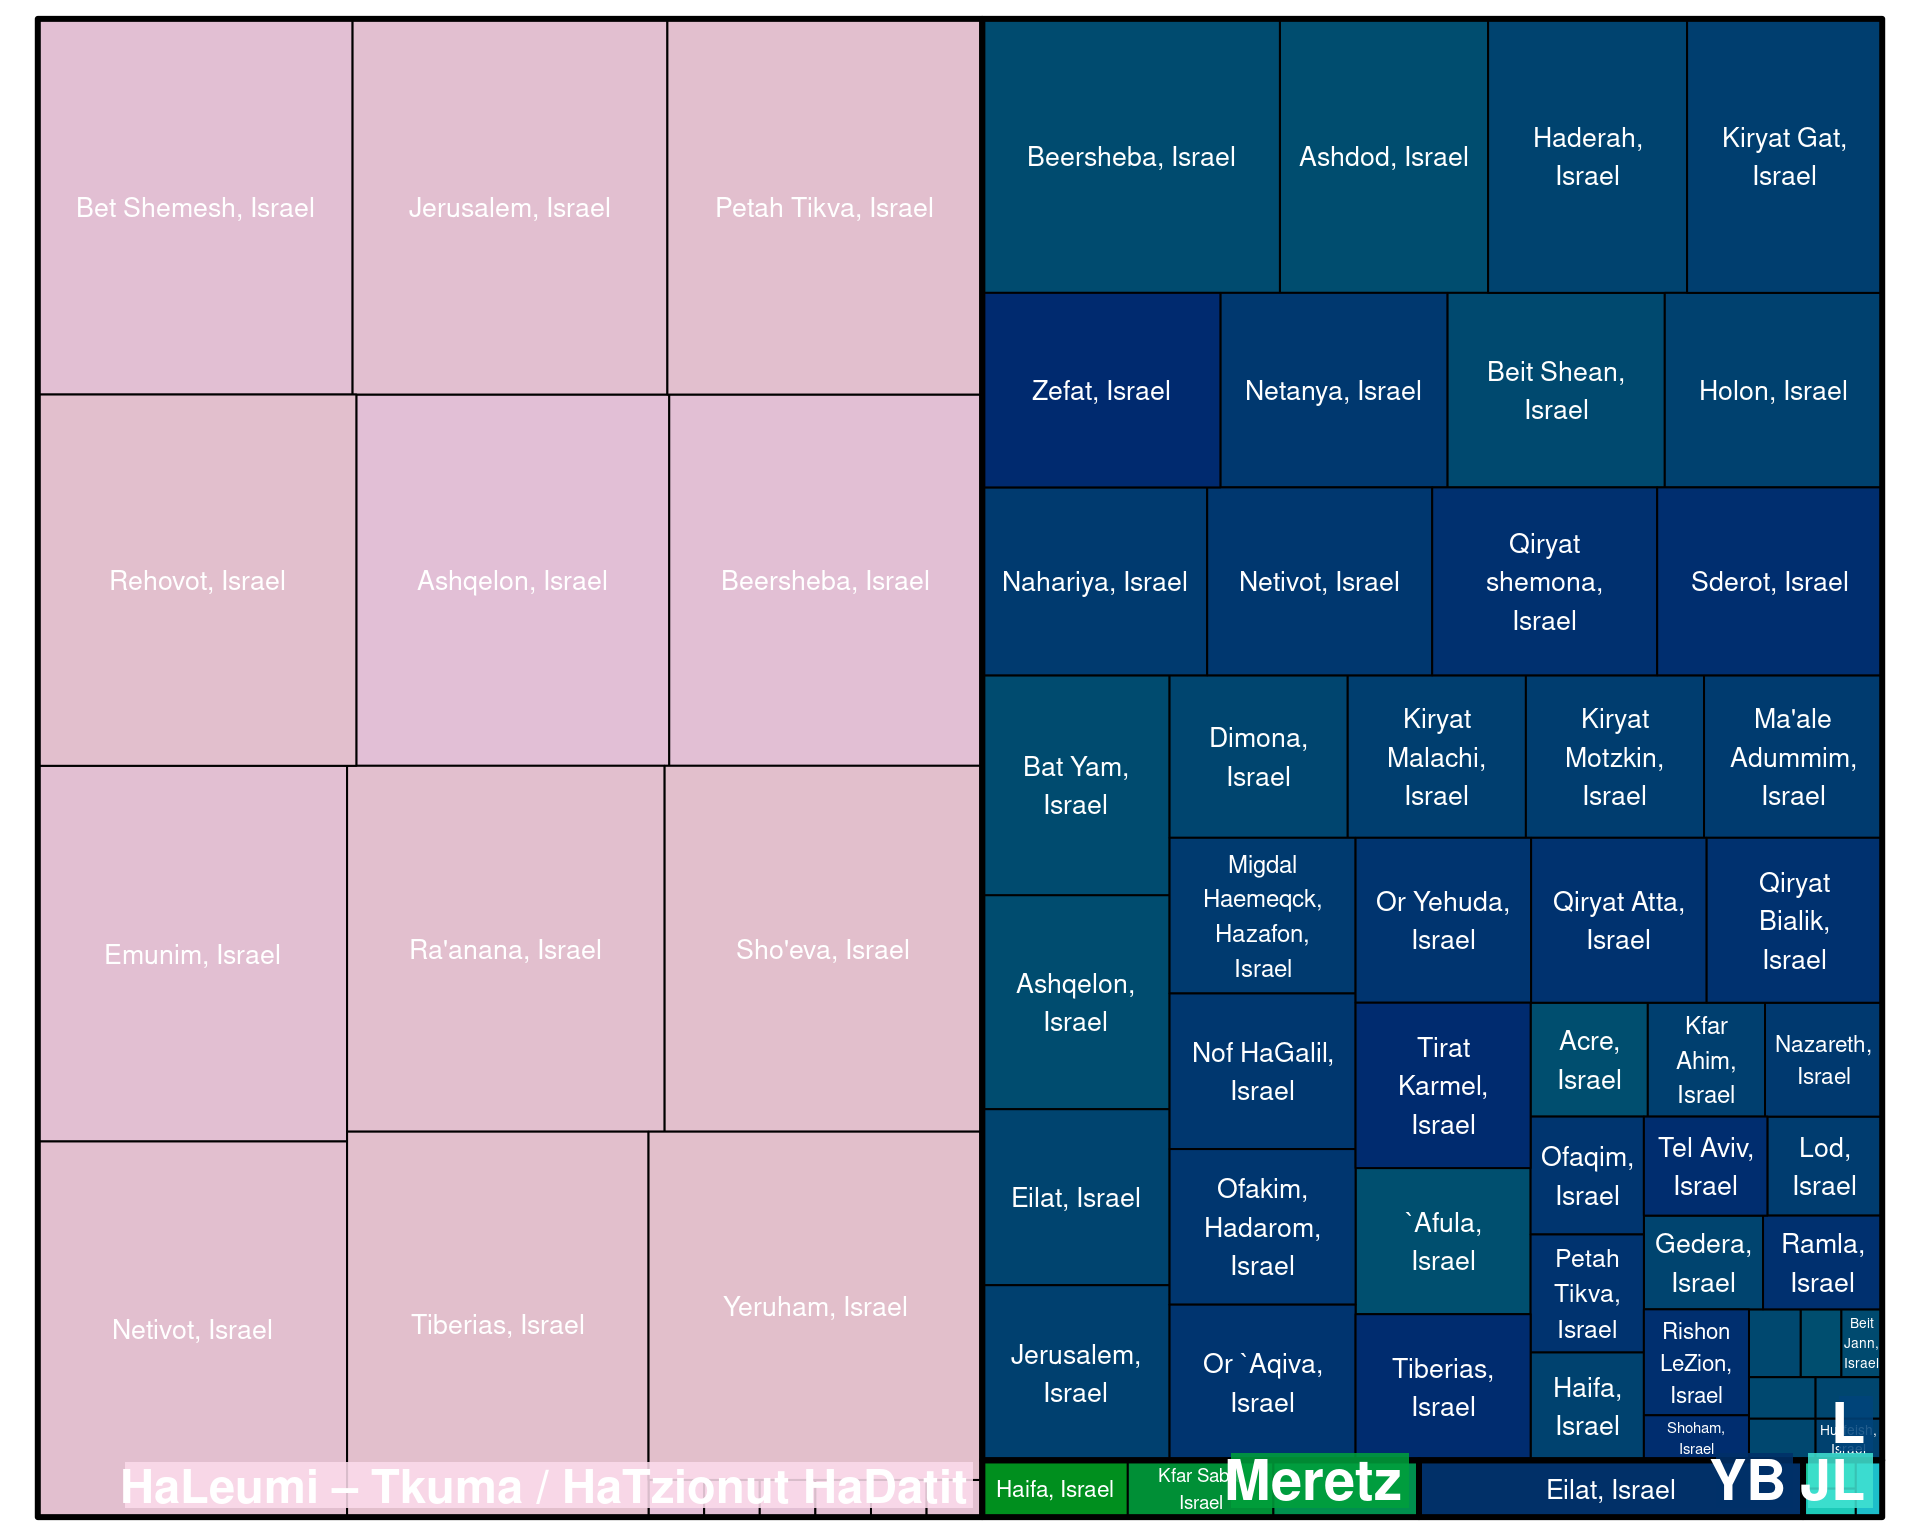 Bet Shemesh, Israel
Jerusalem, Israel
Petah Tikva, Israel
Rehovot, Israel
Ashqelon, Israel
Beersheba, Israel
Emunim, Israel
Ra'anana, Israel
Sho'eva, Israel
Netivot, Israel
Tiberias, Israel
Yeruham, Israel
HaLeumi – Tkuma / HaTzionut HaDatit
Beersheba, Israel
Ashdod, Israel
Haderah,
Israel
Kiryat Gat,
Israel
Zefat, Israel
Netanya, Israel
Beit Shean,
Israel
Holon, Israel
Nahariya, Israel
Netivot, Israel
Qiryat
shemona,
Israel
Sderot, Israel
Bat Yam,
Israel
Dimona,
Israel
Kiryat
Malachi,
Israel
Kiryat
Motzkin,
Israel
Ma'ale
Adummim,
Israel
Ashqelon,
Israel
Migdal
Haemeqck,
Hazafon,
Israel
Or Yehuda,
Israel
Qiryat Atta,
Israel
Qiryat
Bialik,
Israel
Eilat, Israel
Nof HaGalil,
Israel
Tirat
Karmel,
Israel
Acre,
Israel
Kfar
Ahim,
Israel
Nazareth,
Israel
Jerusalem,
Israel
Ofakim,
Hadarom,
Israel
`Afula,
Israel
Ofaqim,
Israel
Tel Aviv,
Israel
Lod,
Israel
Or `Aqiva,
Israel
Tiberias,
Israel
Petah
Tikva,
Israel
Gedera,
Israel
Ramla,
Israel
Haifa,
Israel
Rishon
LeZion,
Israel
Beit
Jann,
Israel
Shoham,
Israel
Israel
L
Haifa, Israel
Kfar
Israel
Meretz
Eilat, Israel
YB
JL